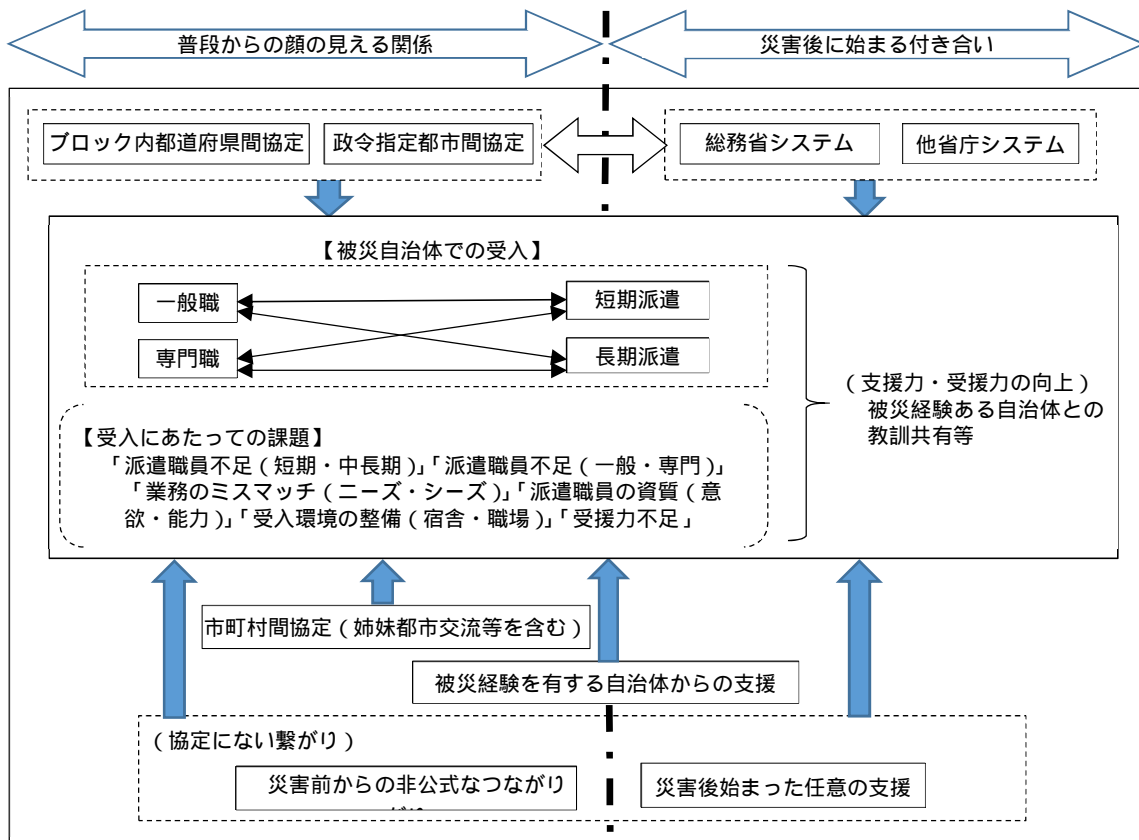 普段からの顔の見える関係
災害後に始まる付き合い
ブロック内都道府県間協定
政令指定都市間協定
総務省システム
他省庁システム
【被災自治体での受入】
一般職
短期派遣
専門職
長期派遣
(支援力・受援力の向上)
被災経験ある自治体との
教訓共有等
【受入にあたっての課題】
「派遣職員不足(短期・中長期)」「派遣職員不足(一般・専門)」
「業務のミスマッチ(ニーズ・シーズ)」「派遣職員の資質(意
欲・能力)」「受入環境の整備(宿舎・職場)」「受援力不足」
市町村間協定(姉妹都市交流等を含む)
被災経験を有する自治体からの支援
(協定にない繋がり)
災害前からの非公式なつながり
災害後始まった任意の支援